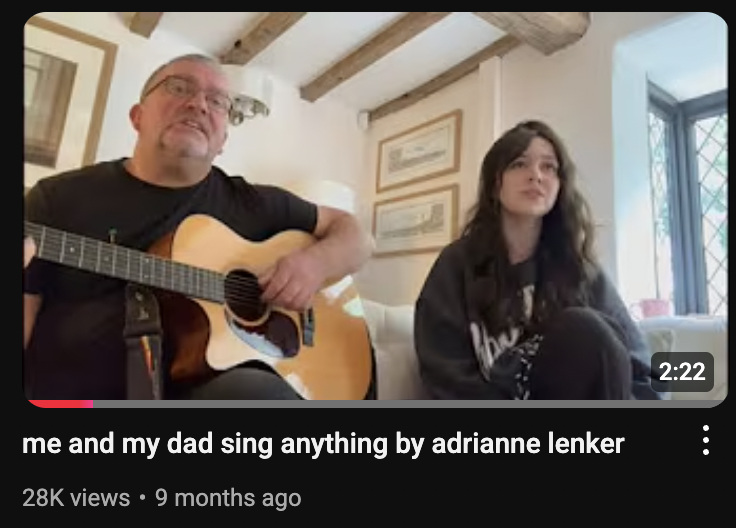 2:22
me and my dad sing anything by adrianne lenker
28K views • 9 months ago